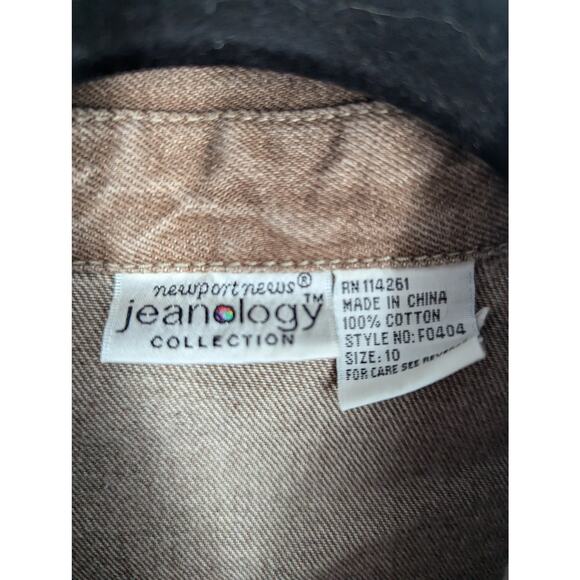 newport news®
jeanology™
COLLECTION
RN 114261
MADE IN CHINA
100% COTTON
STYLE NO: F0404
SIZE: 10
FOR CARE SEE REVERSE